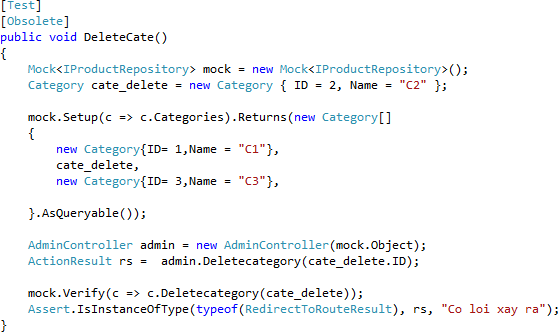 [Test]
[Obsolete]
public void DeleteCate()
{
    Mock<IProductRepository> mock = new Mock<IProductRepository>();
    Category cate_delete = new Category { ID = 2, Name = "C2" };

    mock.Setup(c => c.Categories).Returns(new Category[]
    {
        new Category{ID= 1,Name = "C1"},
        cate_delete,
        new Category{ID= 3,Name = "C3"},

    }.AsQueryable());

    AdminController admin = new AdminController(mock.Object);
    ActionResult rs =  admin.Deletecategory(cate_delete.ID);

    mock.Verify(c => c.Deletecategory(cate_delete));
    Assert.IsInstanceOfType(typeof(RedirectToRouteResult), rs, "Co loi xay ra");
}